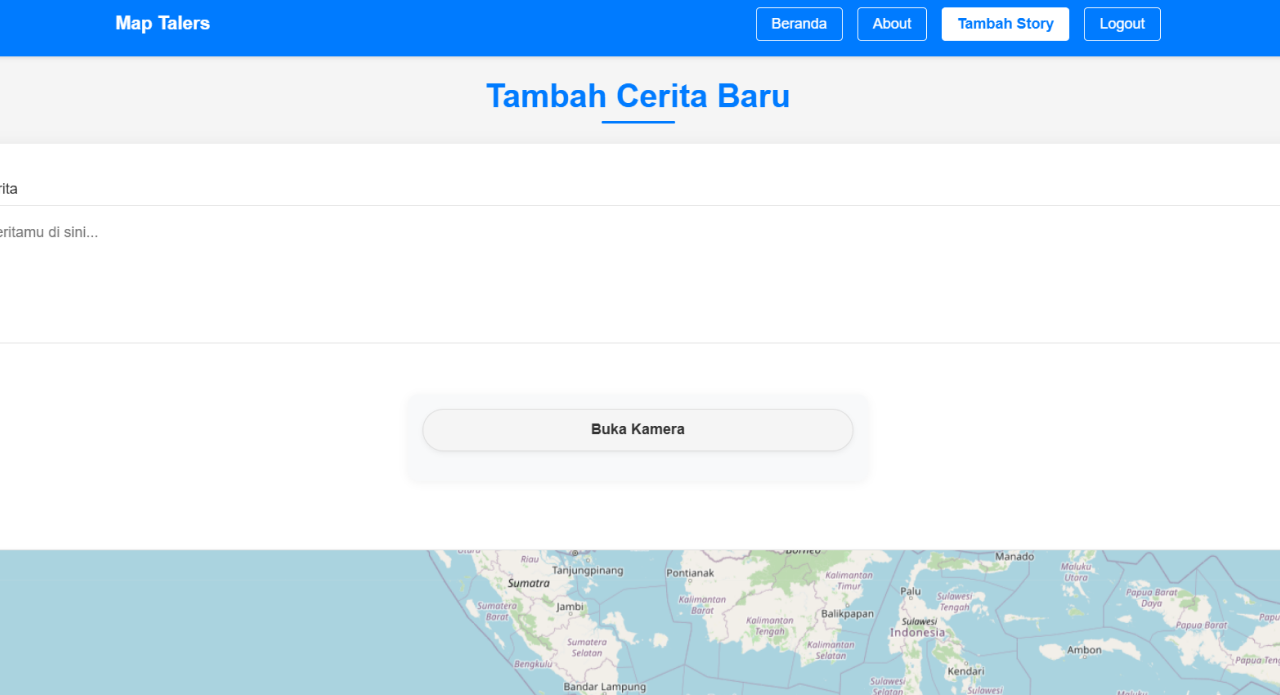 Map Talers
Beranda
About
Tambah Story
Logout
Tambah Cerita Baru
rita
eritamu di sini...
Buka Kamera
Riau
Tanjungpinang
Sumatra
Pontianak
Kalimantan
Timur
Manado
Maluku
Utara
Palu
Sulawesi
Tengah
Papua Barat
Daya
Sumatera
Barat
Jambi
Kalimantan
Barat
Balikpapan
Sulawesi
Indonesia
Papua Barat
Kalimantan
Tengah
Sumatera
Selatan
Kalimantan
Selatan
Ambon
Papua Teng
Bengkulu
Kendari
Bandar Lampung
Sulawesi
Selatan
Sulawesi
Maluku